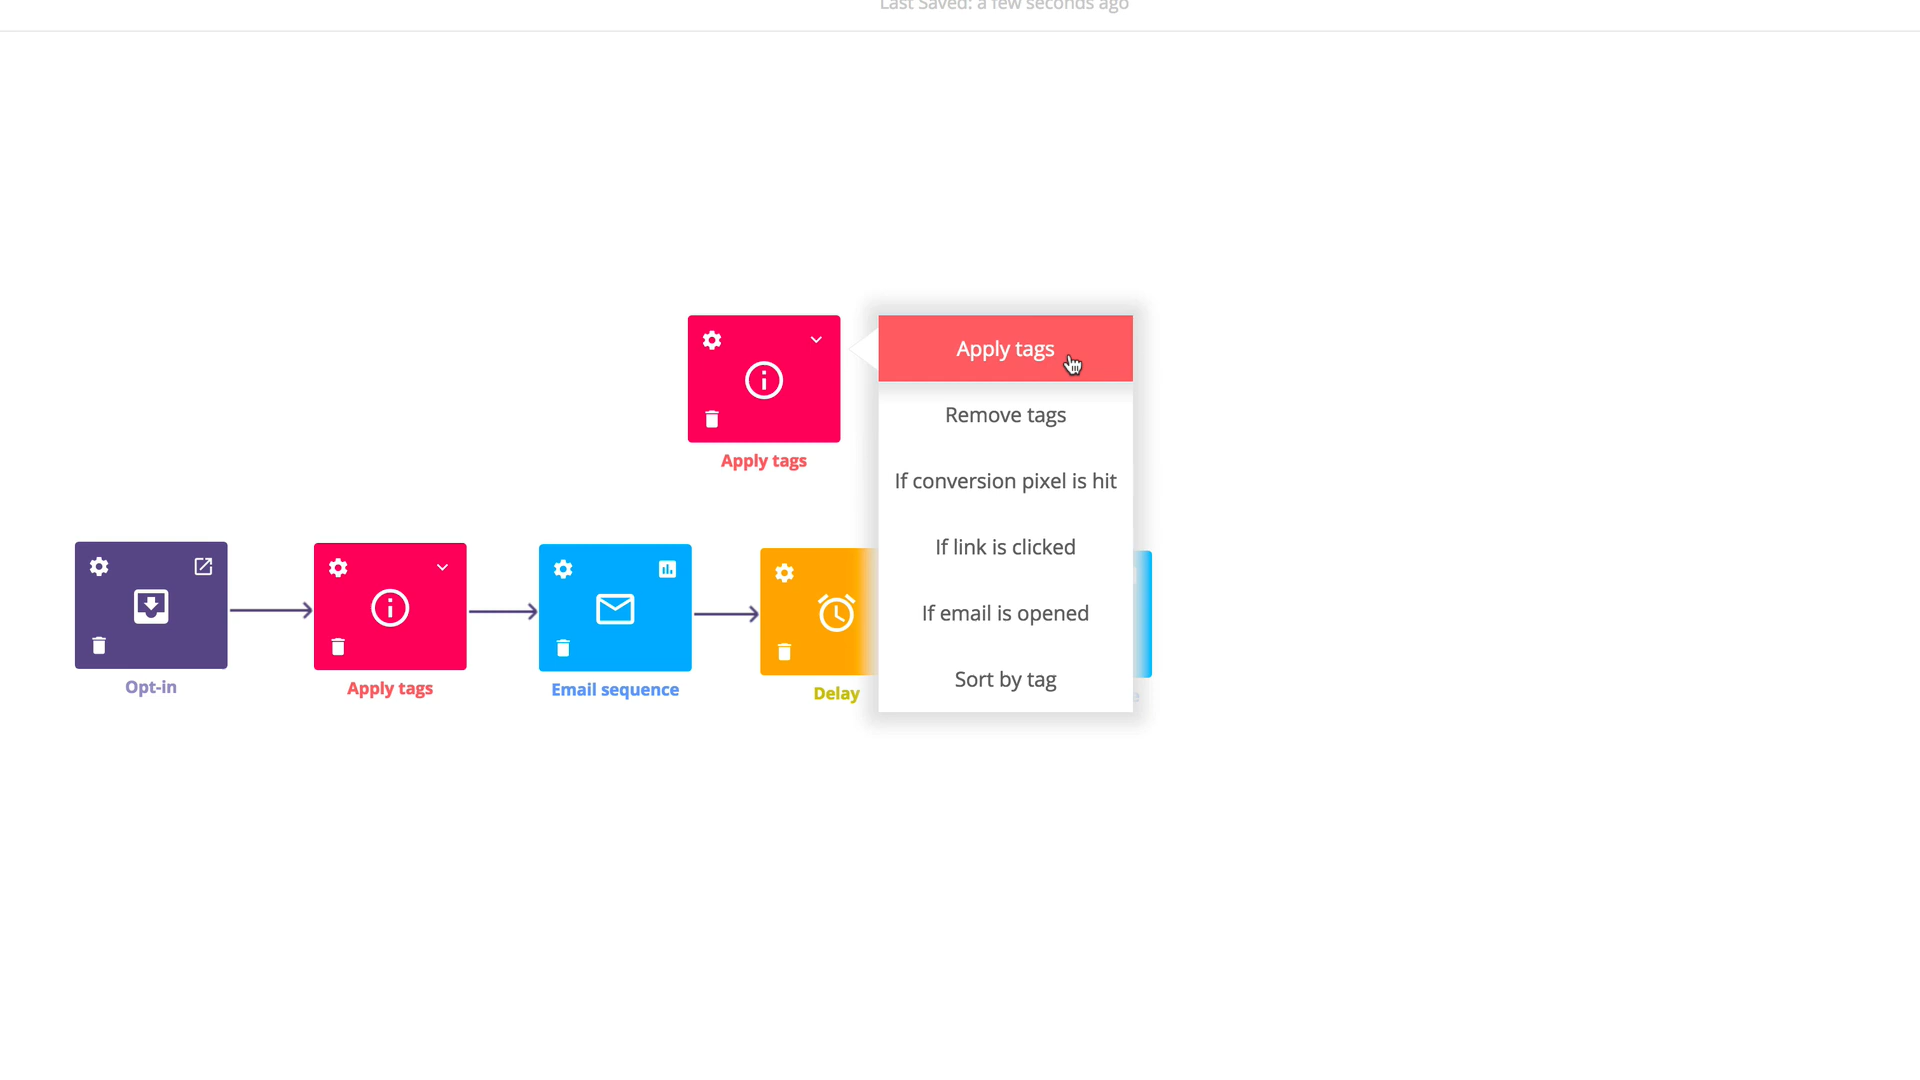 Last Saved: a few seconds ago
Apply tags
Remove tags
If conversion pixel is hit
If link is clicked
If email is opened
Sort by tag
Apply tags
Opt-in
Apply tags
Email sequence
Delay